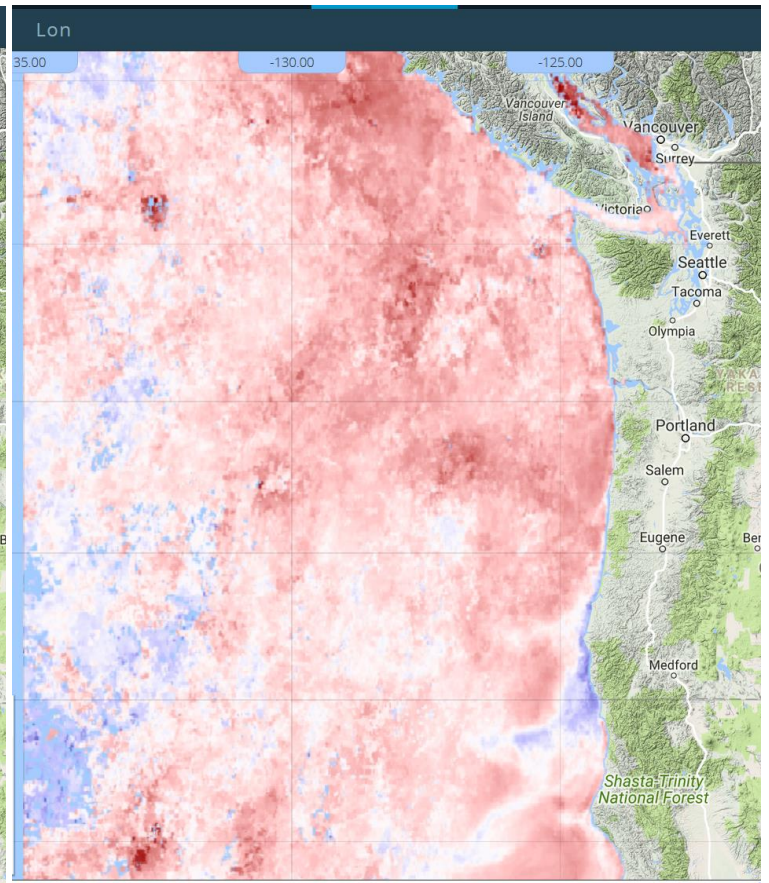 Lon
35.00
-130.00
-125.00
Vancouver
Island
Vancouver
Surrey
Victoria
Everett
Seattle
Tacoma
Olympia
Portland
Salem
Eugene
Medford
Shasta-Trinity
National Forest